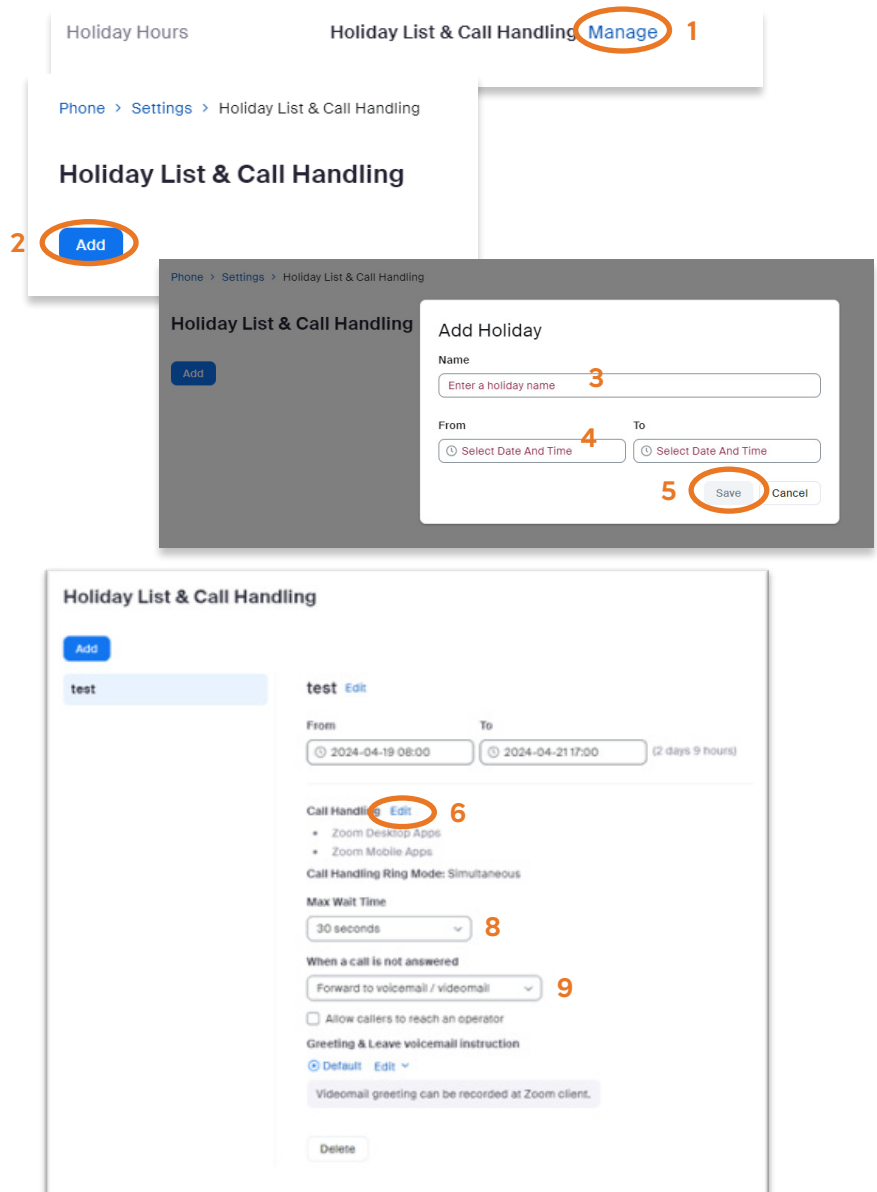 Holiday Hours Holiday List & Call Handling Manage 1
Phone > Settings > Holiday List & Call Handling
Holiday List & Call Handling
2 Add
Phone > Settings > Holiday List & Call Handling
Holiday List & Call Handling
Add
Add Holiday
Name
Enter a holiday name 3
From To
Select Date And Time 4 Select Date And Time
5 Save Cancel
Holiday List & Call Handling
Add
test
test Edit
From To
2024-04-19 08:00 2024-04-21 17:00 (2 days 9 hours)
Call Handling Edit 6
• Zoom Desktop Apps
• Zoom Mobile Apps
Call Handling Ring Mode: Simultaneous
Max Wait Time
30 seconds 8
When a call is not answered
Forward to voicemail / videomail 9
Allow callers to reach an operator
Greeting & Leave voicemail instruction
Default Edit
Videomail greeting can be recorded at Zoom client.
Delete